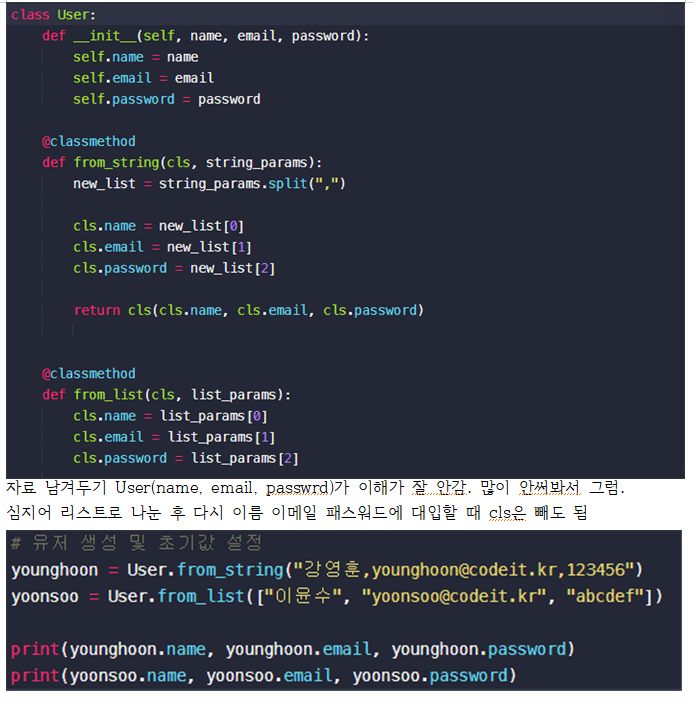 class User:
    def __init__(self, name, email, password):
        self.name = name
        self.email = email
        self.password = password
    @classmethod
    def from_string(cls, string_params):
        new_list = string_params.split(",")
        cls.name = new_list[0]
        cls.email = new_list[1]
        cls.password = new_list[2]
        return cls(cls.name, cls.email, cls.password)
    @classmethod
    def from_list(cls, list_params):
        cls.name = list_params[0]
        cls.email = list_params[1]
        cls.password = list_params[2]
자료 남겨두기 User(name, email, passwrd)가 이해가 잘 안감. 많이 안써봐서 그럼.
심지어 리스트로 나눈 후 다시 이름 이메일 패스워드에 대입할 때 cls은 빼도 됨
# 유저 생성 및 초기값 설정
younghoon = User.from_string("강영훈,younghoon@codeit.kr,123456")
yoonsoo = User.from_list(["이윤수", "yoonsoo@codeit.kr", "abcdef"])
print(younghoon.name, younghoon.email, younghoon.password)
print(yoonsoo.name, yoonsoo.email, yoonsoo.password)